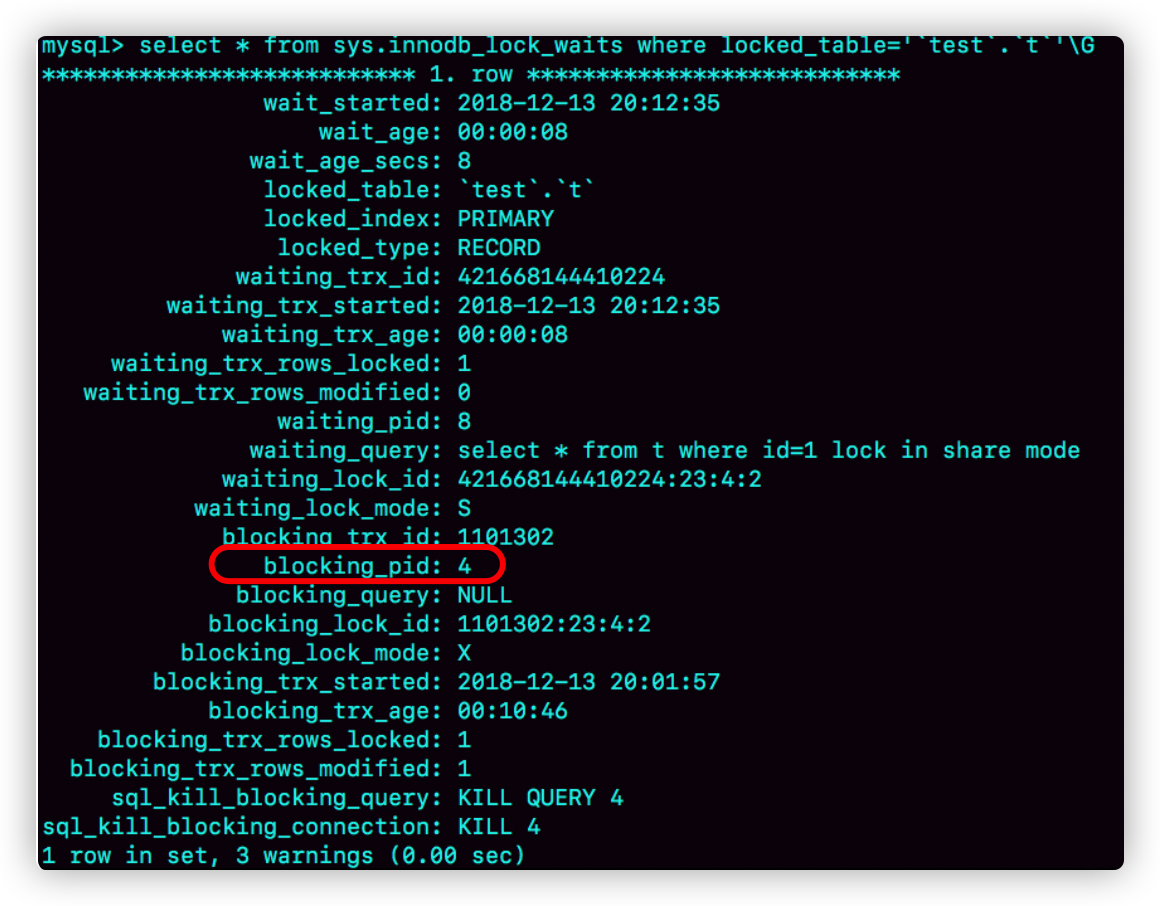 mysql> select * from sys.innodb_lock_waits where locked_table='`test`.`t`'\G
*************************** 1. row ***************************
wait_started: 2018-12-13 20:12:35
wait_age: 00:00:08
wait_age_secs: 8
locked_table: `test`.`t`
locked_index: PRIMARY
locked_type: RECORD
waiting_trx_id: 421668144410224
waiting_trx_started: 2018-12-13 20:12:35
waiting_trx_age: 00:00:08
waiting_trx_rows_locked: 1
waiting_trx_rows_modified: 0
waiting_pid: 8
waiting_query: select * from t where id=1 lock in share mode
waiting_lock_id: 421668144410224:23:4:2
waiting_lock_mode: S
blocking_trx_id: 1101302
blocking_pid: 4
blocking_query: NULL
blocking_lock_id: 1101302:23:4:2
blocking_lock_mode: X
blocking_trx_started: 2018-12-13 20:01:57
blocking_trx_age: 00:10:46
blocking_trx_rows_locked: 1
blocking_trx_rows_modified: 1
sql_kill_blocking_query: KILL QUERY 4
sql_kill_blocking_connection: KILL 4
1 row in set, 3 warnings (0.00 sec)